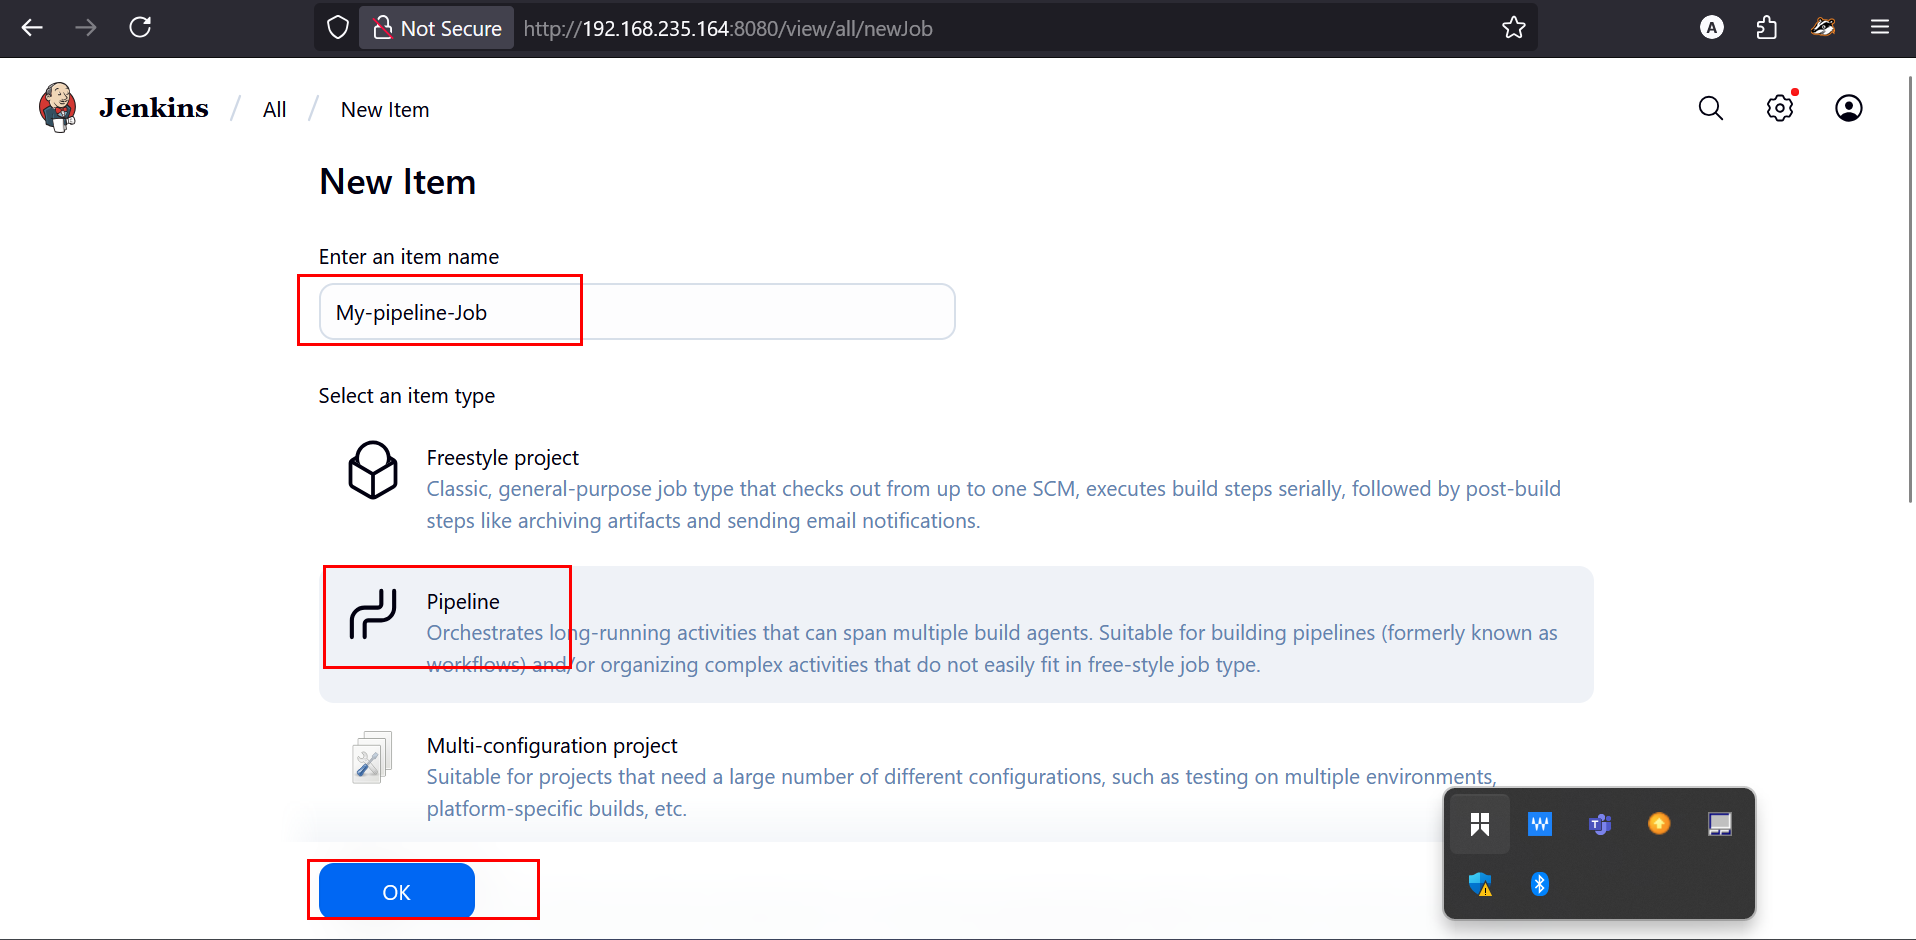 Not Secure http://192.168.235.164:8080/view/all/newJob A
Jenkins / All / New Item
New Item
Enter an item name
My-pipeline-Job
Select an item type
Freestyle project
Classic, general-purpose job type that checks out from up to one SCM, executes build steps serially, followed by post-build
steps like archiving artifacts and sending email notifications.
Pipeline
Orchestrates long-running activities that can span multiple build agents. Suitable for building pipelines (formerly known as
workflows) and/or organizing complex activities that do not easily fit in free-style job type.
Multi-configuration project
Suitable for projects that need a large number of different configurations, such as testing on multiple environments,
platform-specific builds, etc.
OK